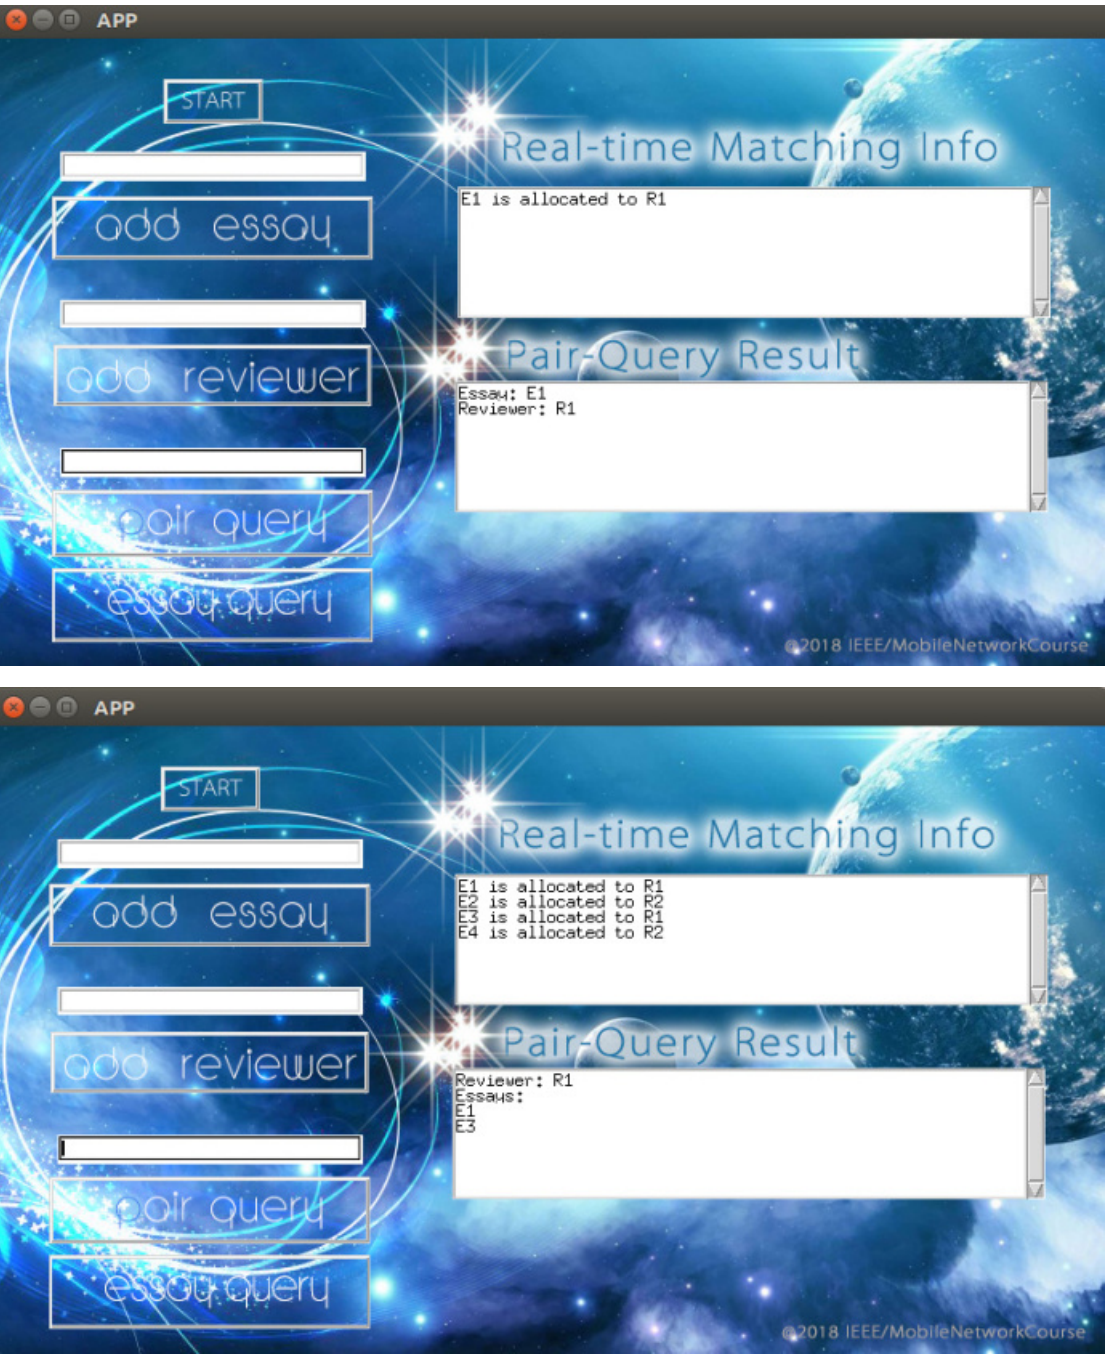 APP
START
Real-time Matching Info
E1 is allocated to R1
add essay
Pair-Query Result
add reviewer
Essay: E1
Reviewer: R1
pair query
essay query
@2018 IEEE/MobileNetworkCourse
APP
START
Real-time Matching Info
E1 is allocated to R1
E2 is allocated to R2
E3 is allocated to R1
E4 is allocated to R2
add essay
Pair-Query Result
add reviewer
Reviewer: R1
Essays:
E1
E3
pair query
essay query
@2018 IEEE/MobileNetworkCourse